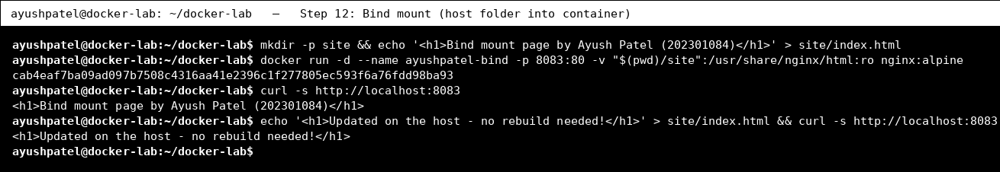 ayushpatel@docker-lab: ~/docker-lab — Step 12: Bind mount (host folder into container)
ayushpatel@docker-lab:~/docker-lab$ mkdir -p site && echo '<h1>Bind mount page by Ayush Patel (202301084)</h1>' > site/index.html
ayushpatel@docker-lab:~/docker-lab$ docker run -d --name ayushpatel-bind -p 8083:80 -v "$(pwd)/site":/usr/share/nginx/html:ro nginx:alpine
cab4eaf7ba09ad097b7508c4316aa41e2396c1f277805ec593f6a76fdd98ba93
ayushpatel@docker-lab:~/docker-lab$ curl -s http://localhost:8083
<h1>Bind mount page by Ayush Patel (202301084)</h1>
ayushpatel@docker-lab:~/docker-lab$ echo '<h1>Updated on the host - no rebuild needed!</h1>' > site/index.html && curl -s http://localhost:8083
<h1>Updated on the host - no rebuild needed!</h1>
ayushpatel@docker-lab:~/docker-lab$